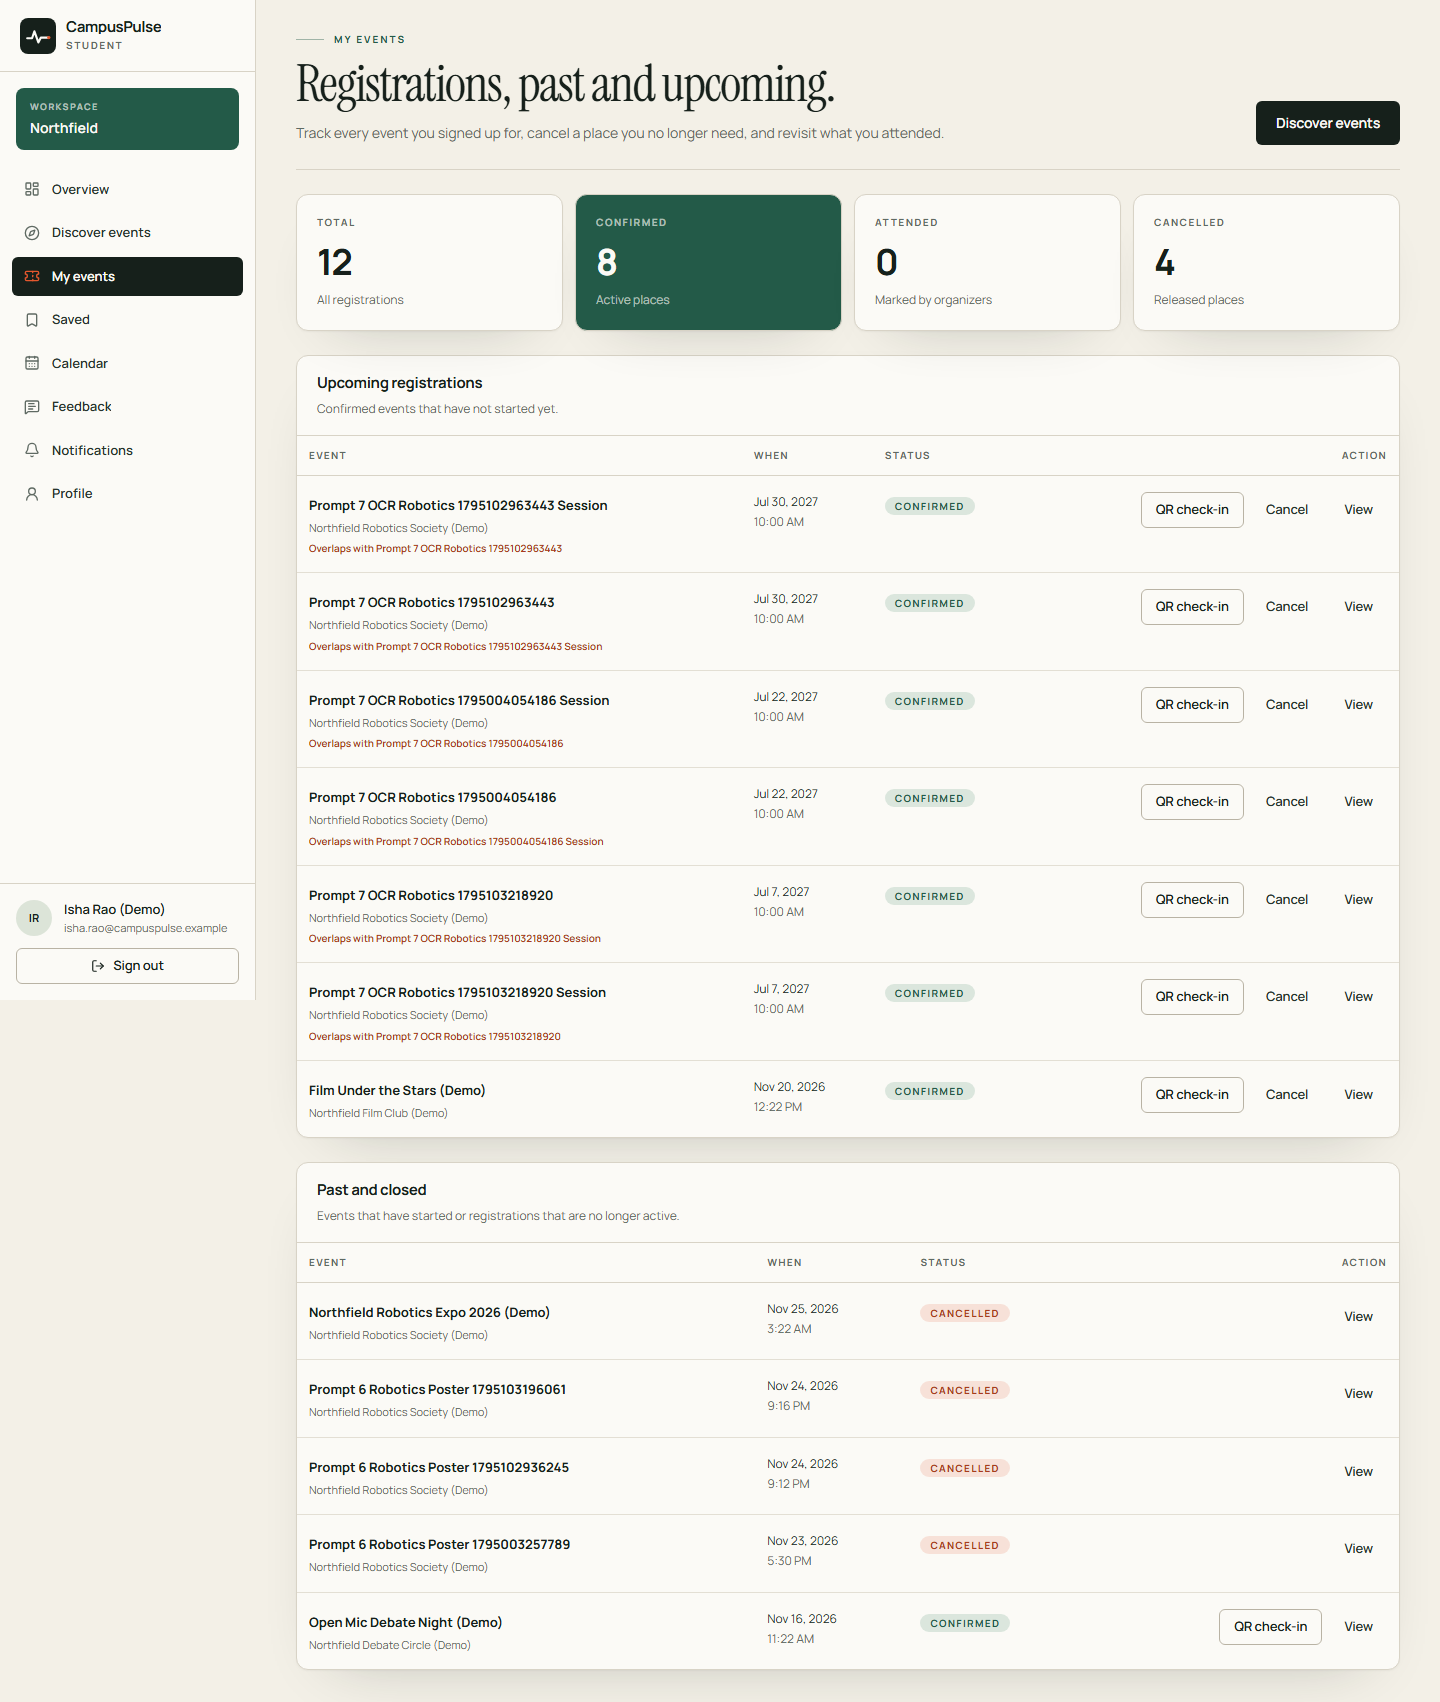 CampusPulse
STUDENT
WORKSPACE
Northfield
Overview
Discover events
My events
Saved
Calendar
Feedback
Notifications
Profile
IR
Isha Rao (Demo)
isha.rao@campuspulse.example
Sign out
MY EVENTS
Registrations, past and upcoming.
Track every event you signed up for, cancel a place you no longer need, and revisit what you attended.
Discover events
TOTAL
12
All registrations
CONFIRMED
8
Active places
ATTENDED
0
Marked by organizers
CANCELLED
4
Released places
Upcoming registrations
Confirmed events that have not started yet.
EVENT WHEN STATUS ACTION
Prompt 7 OCR Robotics 1795102963443 Session
Northfield Robotics Society (Demo)
Overlaps with Prompt 7 OCR Robotics 1795102963443
Jul 30, 2027
10:00 AM
CONFIRMED
QR check-in Cancel View
Prompt 7 OCR Robotics 1795102963443
Northfield Robotics Society (Demo)
Overlaps with Prompt 7 OCR Robotics 1795102963443 Session
Jul 30, 2027
10:00 AM
CONFIRMED
QR check-in Cancel View
Prompt 7 OCR Robotics 1795004054186 Session
Northfield Robotics Society (Demo)
Overlaps with Prompt 7 OCR Robotics 1795004054186
Jul 22, 2027
10:00 AM
CONFIRMED
QR check-in Cancel View
Prompt 7 OCR Robotics 1795004054186
Northfield Robotics Society (Demo)
Overlaps with Prompt 7 OCR Robotics 1795004054186 Session
Jul 22, 2027
10:00 AM
CONFIRMED
QR check-in Cancel View
Prompt 7 OCR Robotics 1795103218920
Northfield Robotics Society (Demo)
Overlaps with Prompt 7 OCR Robotics 1795103218920 Session
Jul 7, 2027
10:00 AM
CONFIRMED
QR check-in Cancel View
Prompt 7 OCR Robotics 1795103218920 Session
Northfield Robotics Society (Demo)
Overlaps with Prompt 7 OCR Robotics 1795103218920
Jul 7, 2027
10:00 AM
CONFIRMED
QR check-in Cancel View
Film Under the Stars (Demo)
Northfield Film Club (Demo)
Nov 20, 2026
12:22 PM
CONFIRMED
QR check-in Cancel View
Past and closed
Events that have started or registrations that are no longer active.
EVENT WHEN STATUS ACTION
Northfield Robotics Expo 2026 (Demo)
Northfield Robotics Society (Demo)
Nov 25, 2026
3:22 AM
CANCELLED
View
Prompt 6 Robotics Poster 1795103196061
Northfield Robotics Society (Demo)
Nov 24, 2026
9:16 PM
CANCELLED
View
Prompt 6 Robotics Poster 1795102936245
Northfield Robotics Society (Demo)
Nov 24, 2026
9:12 PM
CANCELLED
View
Prompt 6 Robotics Poster 1795003257789
Northfield Robotics Society (Demo)
Nov 23, 2026
5:30 PM
CANCELLED
View
Open Mic Debate Night (Demo)
Northfield Debate Circle (Demo)
Nov 16, 2026
11:22 AM
CONFIRMED
QR check-in View